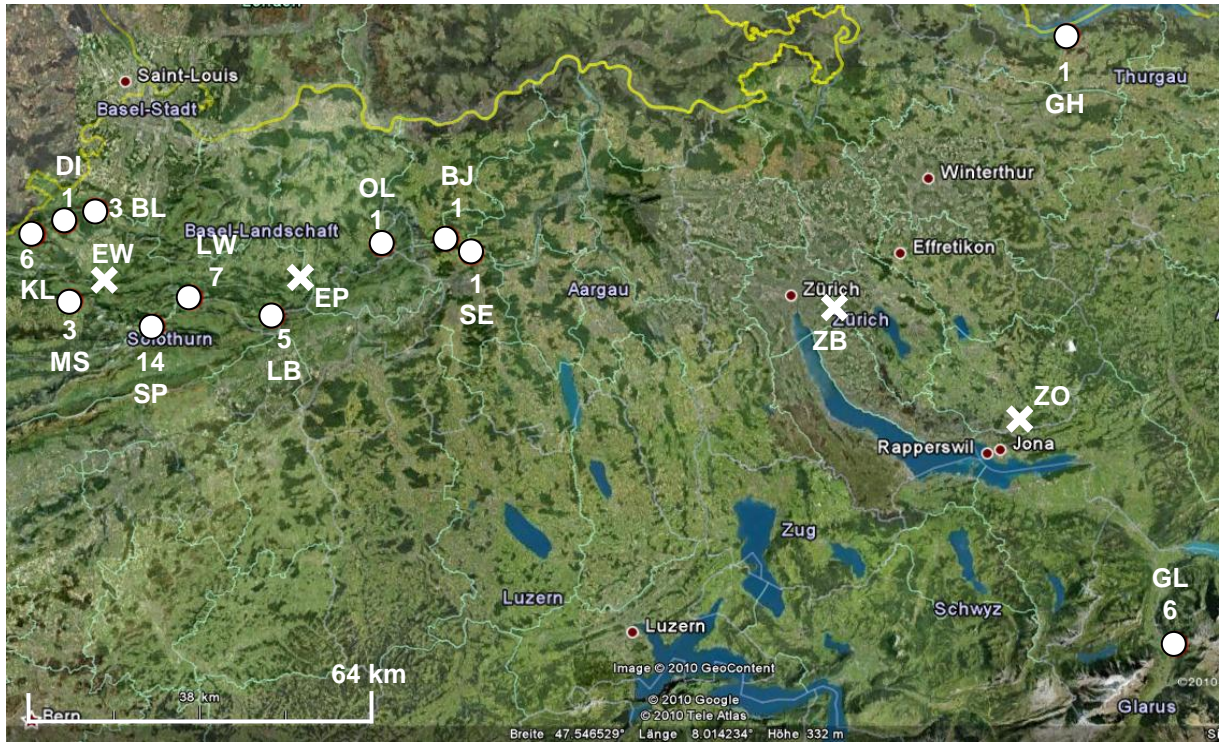 London
Saint-Louis
Basel-Stadt
1
GH
Thurgau
DI
1
3 BL
6
KL
EW
LW
7
Basel-Landschaft
OL
1
BJ
1
Winterthur
Effretikon
EP
1
SE
Aargau
Zürich
Zürich
ZB
3
MS
Solothurn
14
SP
5
LB
ZO
Rapperswil
Jona
Zug
Luzern
Schwyz
GL
6
Luzern
64 km
38 km
Image © 2010 GeoContent
© 2010 Google
© 2010 Tele Atlas
©2010
Glarus
Bern
Breite 47.546529° Länge 8.014234° Höhe 332 m